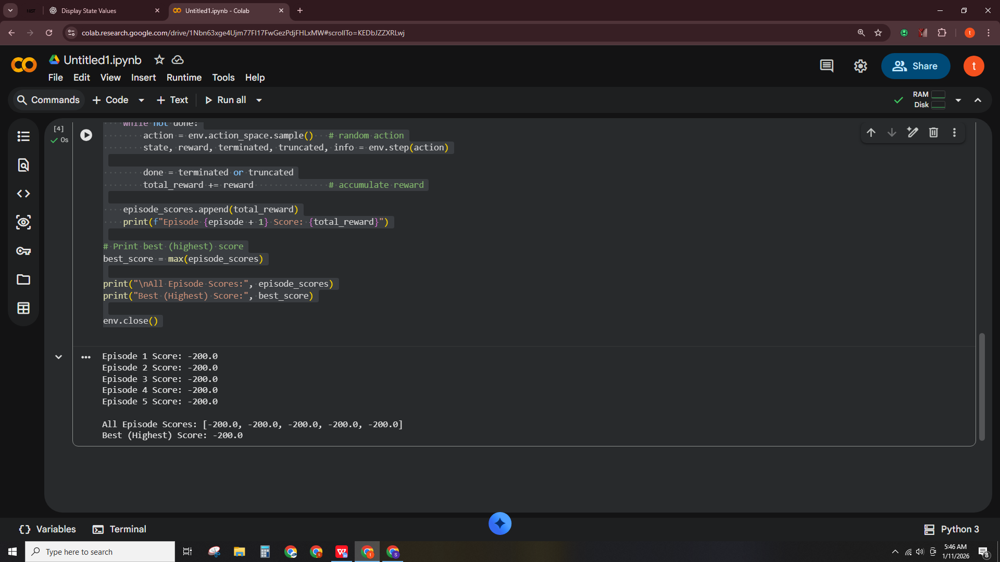 NIST
Display State Values
Untitled1.ipynb - Colab
colab.research.google.com/drive/1Nbn63xge4Ujm77FI17FwGezPdjFHLxMW#scrollTo=KEDbJZZXRLwj
t
Untitled1.ipynb
File Edit View Insert Runtime Tools Help
Share
t
Commands + Code + Text Run all
RAM
Disk
[4]
0s
while not done:
action = env.action_space.sample() # random action
state, reward, terminated, truncated, info = env.step(action)
done = terminated or truncated
total_reward += reward # accumulate reward
episode_scores.append(total_reward)
print(f"Episode {episode + 1} Score: {total_reward}")
# Print best (highest) score
best_score = max(episode_scores)
print("\nAll Episode Scores:", episode_scores)
print("Best (Highest) Score:", best_score)
env.close()
Episode 1 Score: -200.0
Episode 2 Score: -200.0
Episode 3 Score: -200.0
Episode 4 Score: -200.0
Episode 5 Score: -200.0
All Episode Scores: [-200.0, -200.0, -200.0, -200.0, -200.0]
Best (Highest) Score: -200.0
{} Variables Terminal
Python 3
Type here to search
5:46 AM
1/11/2026
8